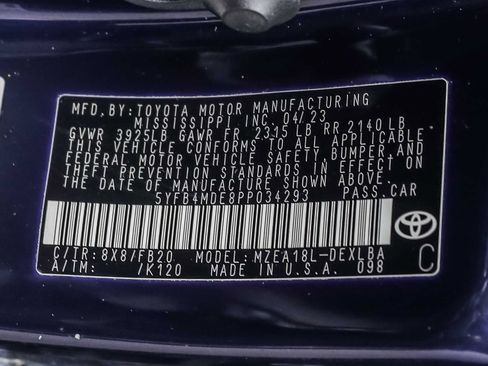 MFD. BY: TOYOTA MOTOR MANUFACTURING
MISSISSIPPI, INC. 04/23
GVWR 3925LB GAWR FR 2315 LB RR 2140 LB
THIS VEHICLE CONFORMS TO ALL APPLICABLE
FEDERAL MOTOR VEHICLE SAFETY, BUMPER, AND
THEFT PREVENTION STANDARDS IN EFFECT ON
THE DATE OF MANUFACTURE SHOWN ABOVE.
5YFB4MDE8PP034293 PASS. CAR
C/TR: 8X8/FB20 MODEL: MZEA18L-DEXLBA
A/TM: /K120 MADE IN U.S.A. 098
C